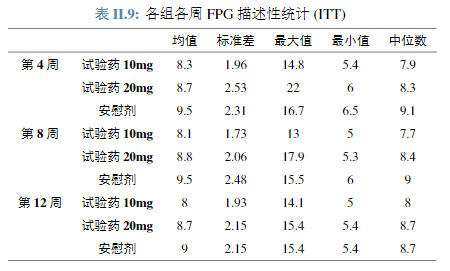 表 II.9: 各组各周 FPG 描述性统计 (ITT)
均值 标准差 最大值 最小值 中位数
第 4 周 试验药 10mg 8.3 1.96 14.8 5.4 7.9
试验药 20mg 8.7 2.53 22 6 8.3
安慰剂 9.5 2.31 16.7 6.5 9.1
第 8 周 试验药 10mg 8.1 1.73 13 5 7.7
试验药 20mg 8.8 2.06 17.9 5.3 8.4
安慰剂 9.5 2.48 15.5 6 9
第 12 周 试验药 10mg 8 1.93 14.1 5 8
试验药 20mg 8.7 2.15 15.4 5.4 8.7
安慰剂 9 2.15 15.4 5.4 8.7